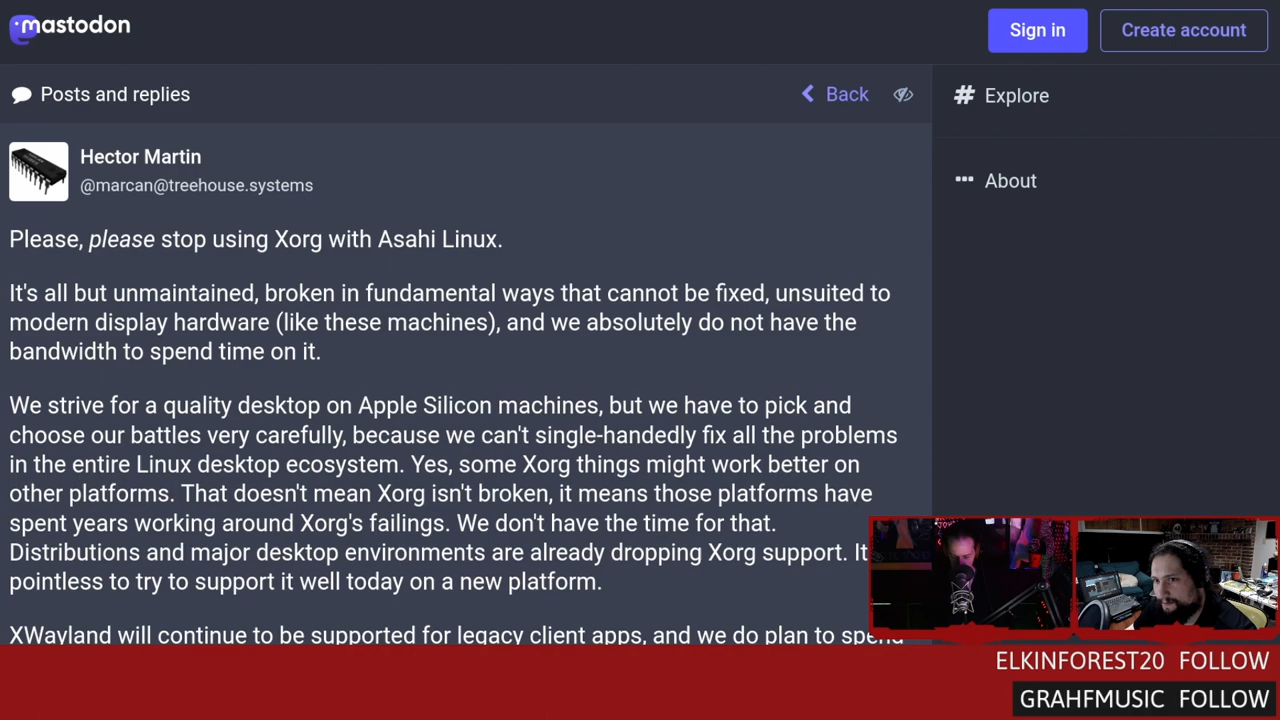 mastodon
Sign in
Create account
Posts and replies
Back
Explore
Hector Martin
@marcan@treehouse.systems
About
Please, please stop using Xorg with Asahi Linux.
It's all but unmaintained, broken in fundamental ways that cannot be fixed, unsuited to
modern display hardware (like these machines), and we absolutely do not have the
bandwidth to spend time on it.
We strive for a quality desktop on Apple Silicon machines, but we have to pick and
choose our battles very carefully, because we can't single-handedly fix all the problems
in the entire Linux desktop ecosystem. Yes, some Xorg things might work better on
other platforms. That doesn't mean Xorg isn't broken, it means those platforms have
spent years working around Xorg's failings. We don't have the time for that.
Distributions and major desktop environments are already dropping Xorg support. It
pointless to try to support it well today on a new platform.
XWayland will continue to be supported for legacy client apps, and we do plan to spend
ELKINFOREST20 FOLLOW
GRAHFMUSIC FOLLOW